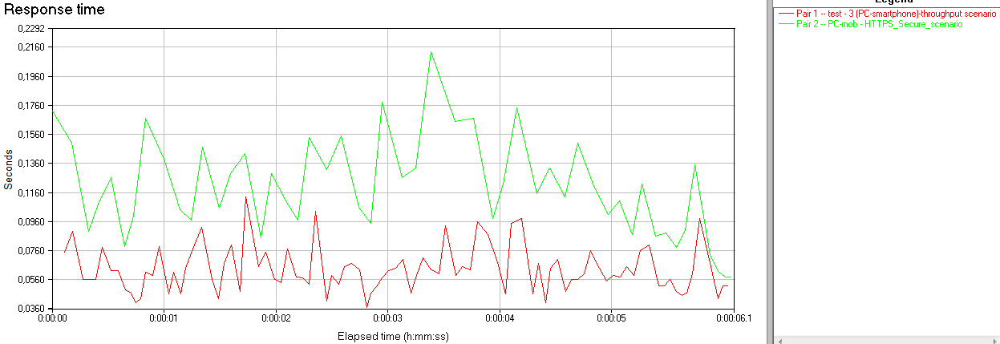 Response time
Legend
Pair 1 -- test - 3 (PC-smartphone)-throughput scenario
Pair 2 -- PC-mob - HTTPS_Secure_scenario
0,2292
0,2160
0,1960
0,1760
0,1560
0,1360
0,1160
0,0960
0,0760
0,0560
0,0360
Seconds
0:00:00 0:00:01 0:00:02 0:00:03 0:00:04 0:00:05 0:00:06.1
Elapsed time (h:mm:ss)